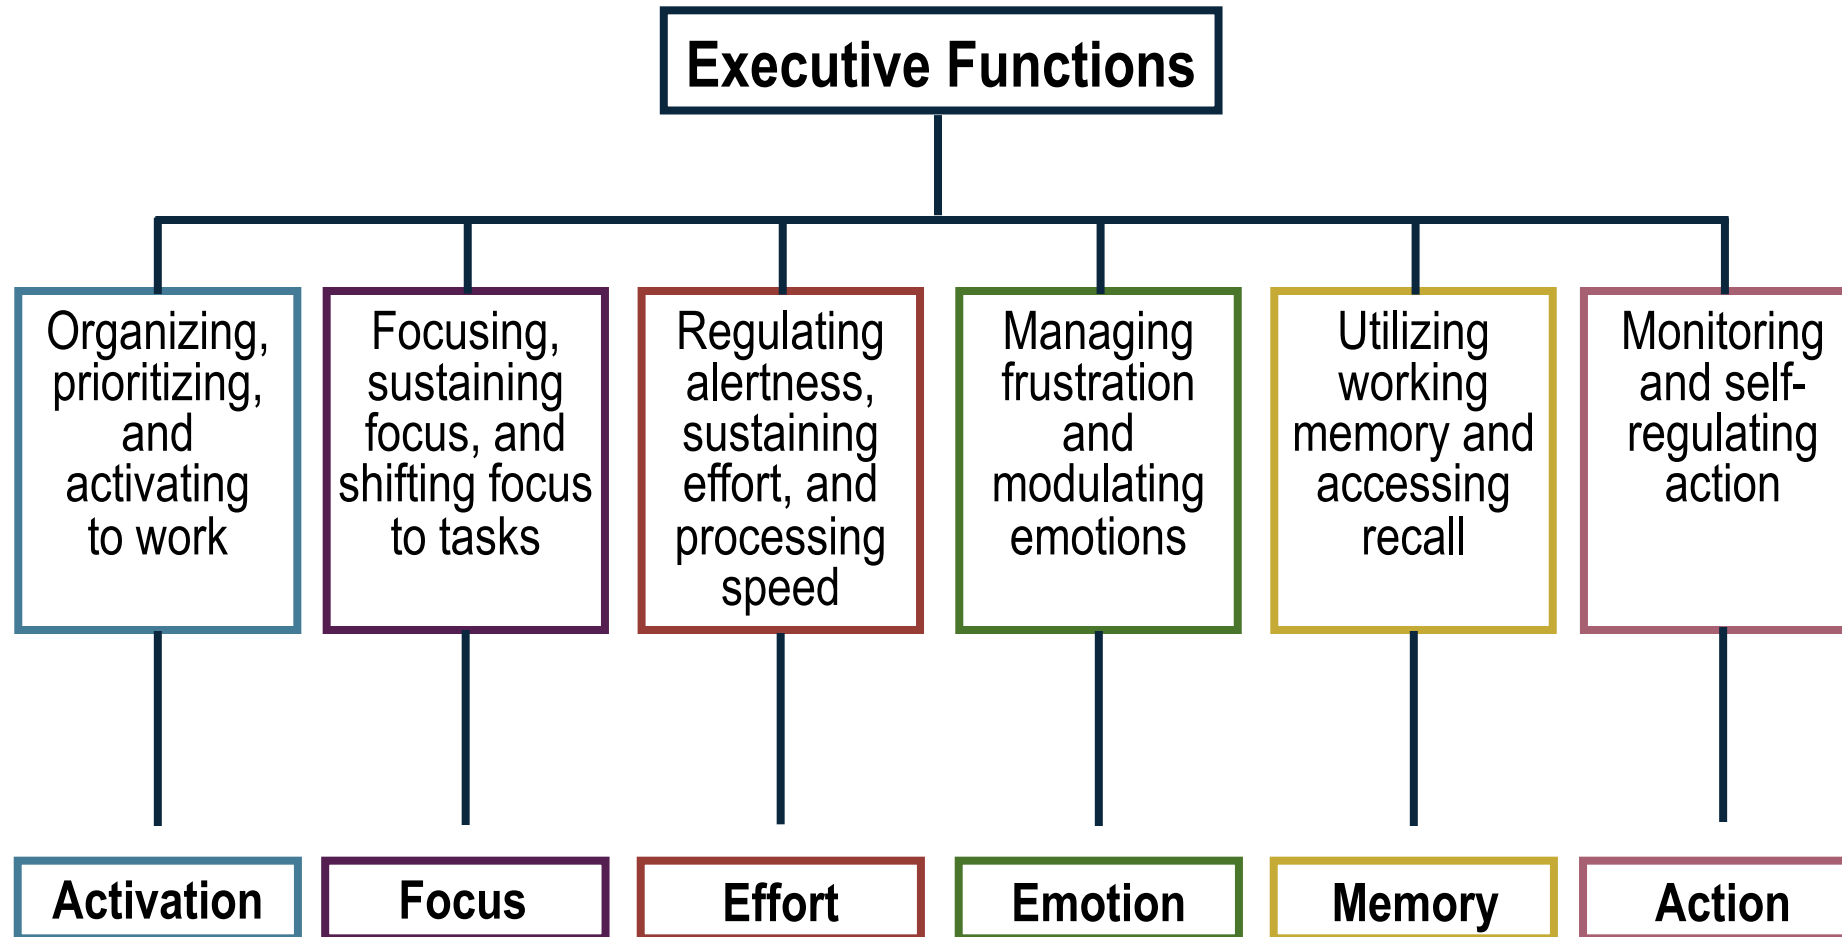 Executive Functions
Organizing,
prioritizing,
and
activating
to work
Focusing,
sustaining
focus, and
shifting focus
to tasks
Regulating
alertness,
sustaining
effort, and
processing
speed
Managing
frustration
and
modulating
emotions
Utilizing
working
memory and
accessing
recall
Monitoring
and self-
regulating
action
Activation
Focus
Effort
Emotion
Memory
Action